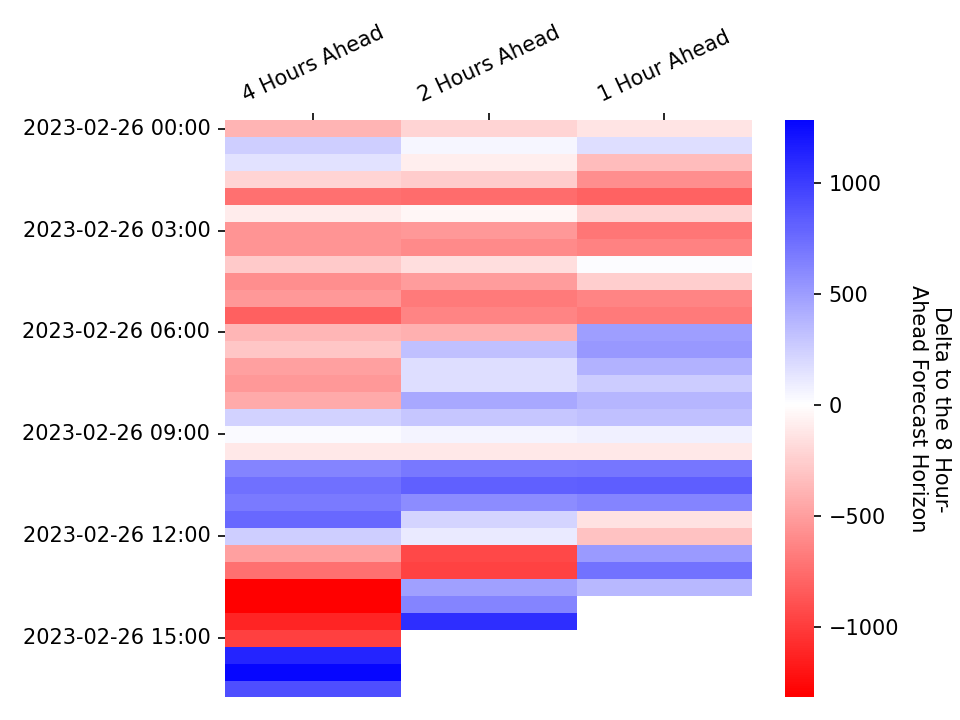 4 Hours Ahead
2 Hours Ahead
1 Hour Ahead
2023-02-26 00:00
2023-02-26 03:00
2023-02-26 06:00
2023-02-26 09:00
2023-02-26 12:00
2023-02-26 15:00
1000
500
0
−500
−1000
Delta to the 8 Hour-
Ahead Forecast Horizon